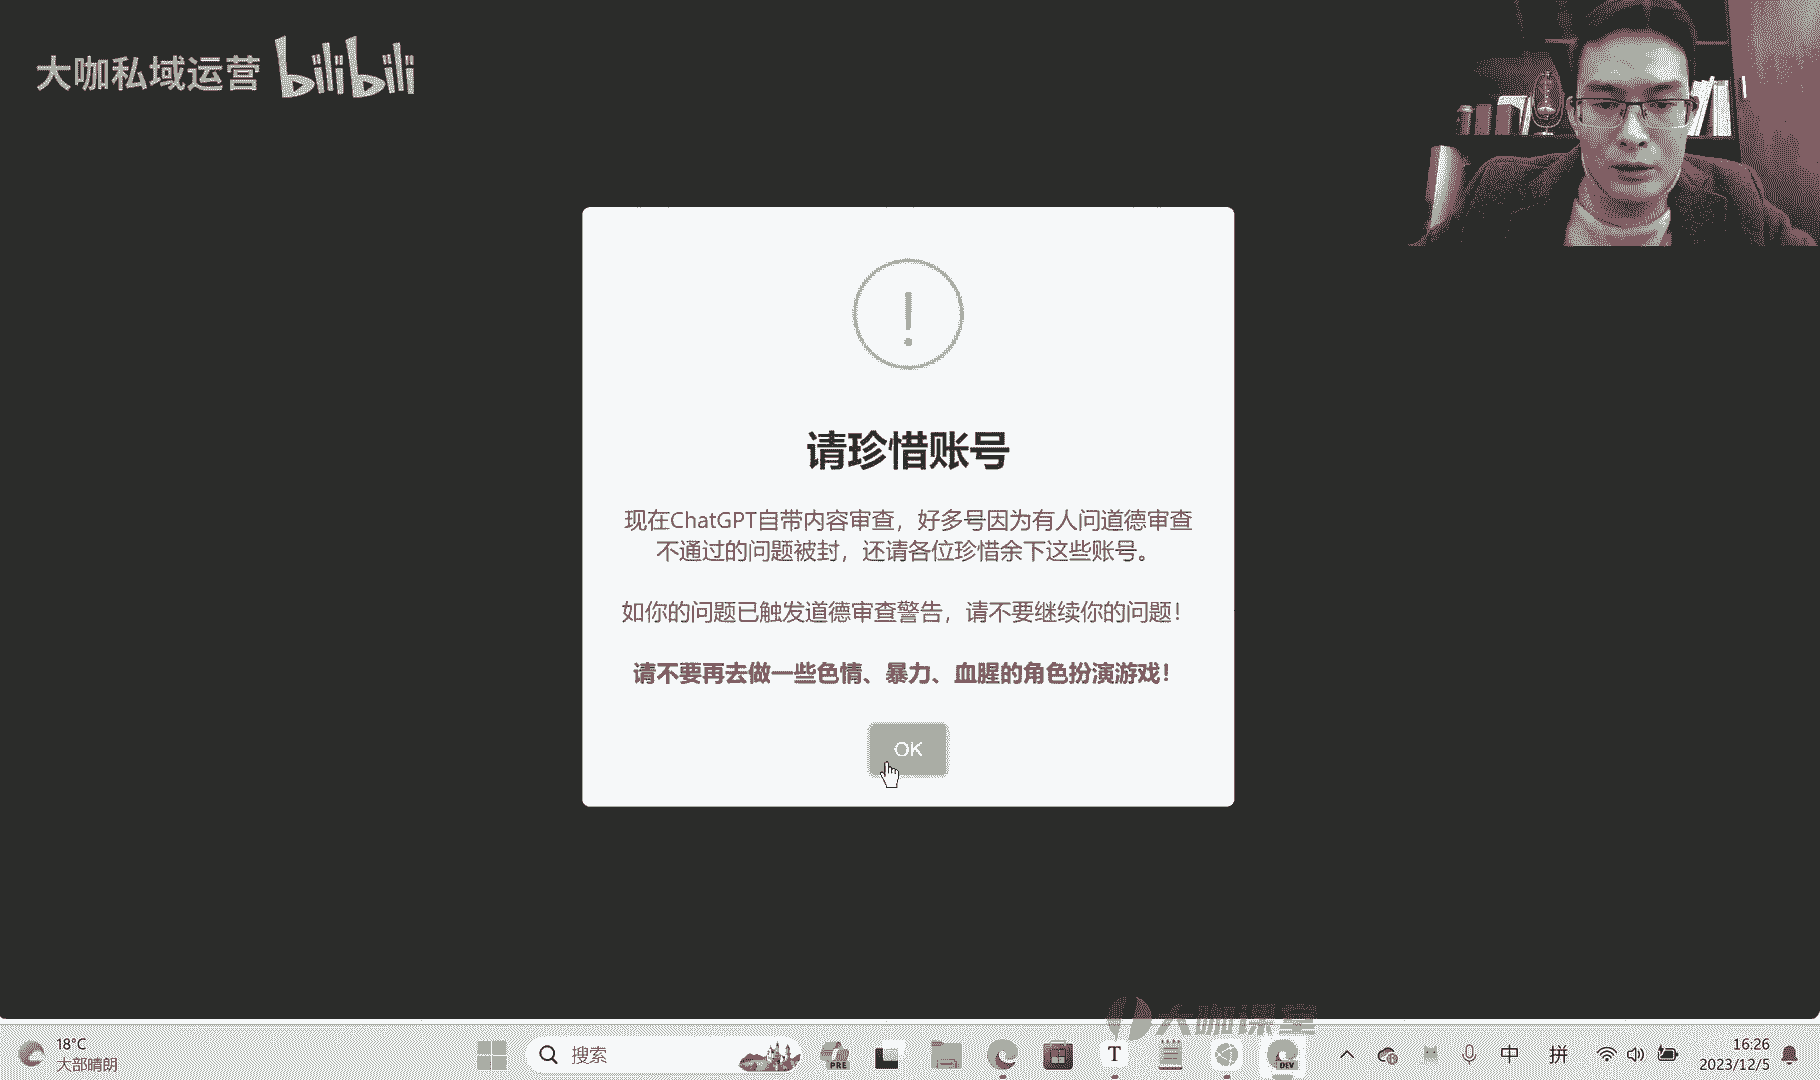 大咖私域运营 bilibili
请珍惜账号
现在ChatGPT自带内容审查，好多号因为有人问道德审查
不通过的问题被封，还请各位珍惜余下这些账号。
如你的问题已触发道德审查警告，请不要继续你的问题！
请不要再去做一些色情、暴力、血腥的角色扮演游戏！
OK
大咖课堂
18°C
大部晴朗
搜索
PRE
T
DEV
中
拼
16:26
2023/12/5